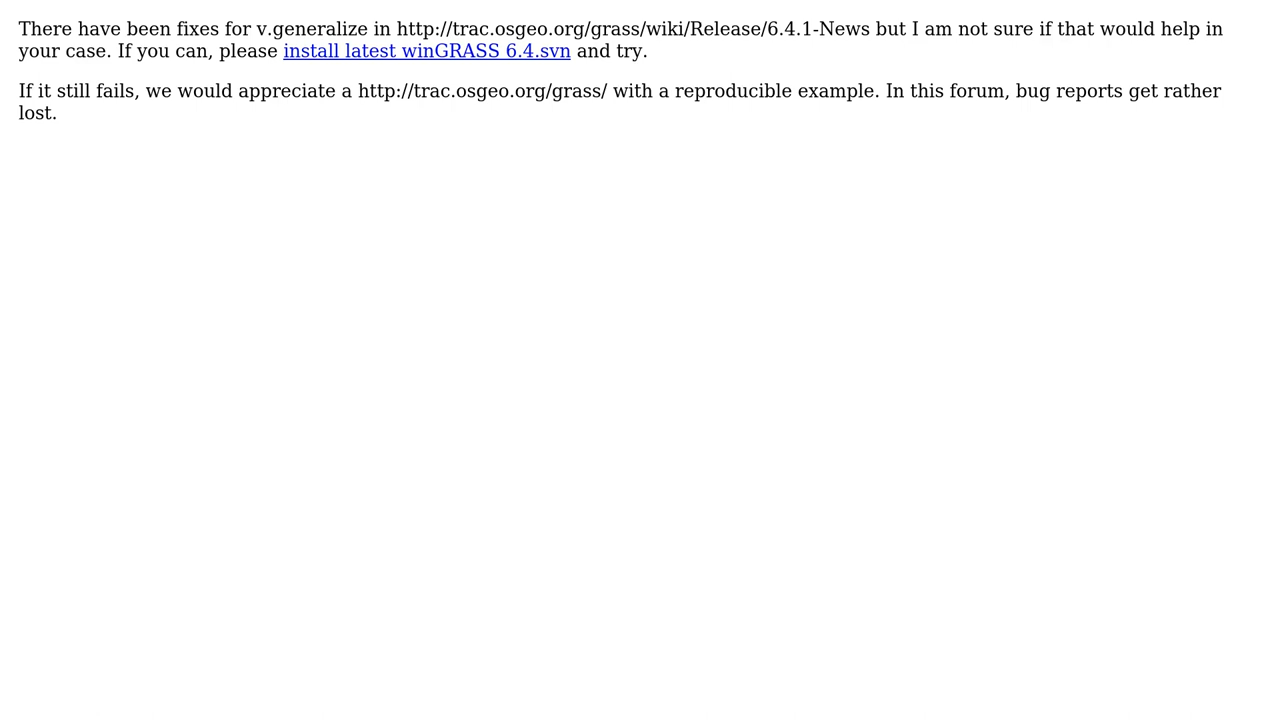 There have been fixes for v.generalize in http://trac.osgeo.org/grass/wiki/Release/6.4.1-News but I am not sure if that would help in
your case. If you can, please install latest winGRASS 6.4.svn and try.
If it still fails, we would appreciate a http://trac.osgeo.org/grass/ with a reproducible example. In this forum, bug reports get rather
lost.